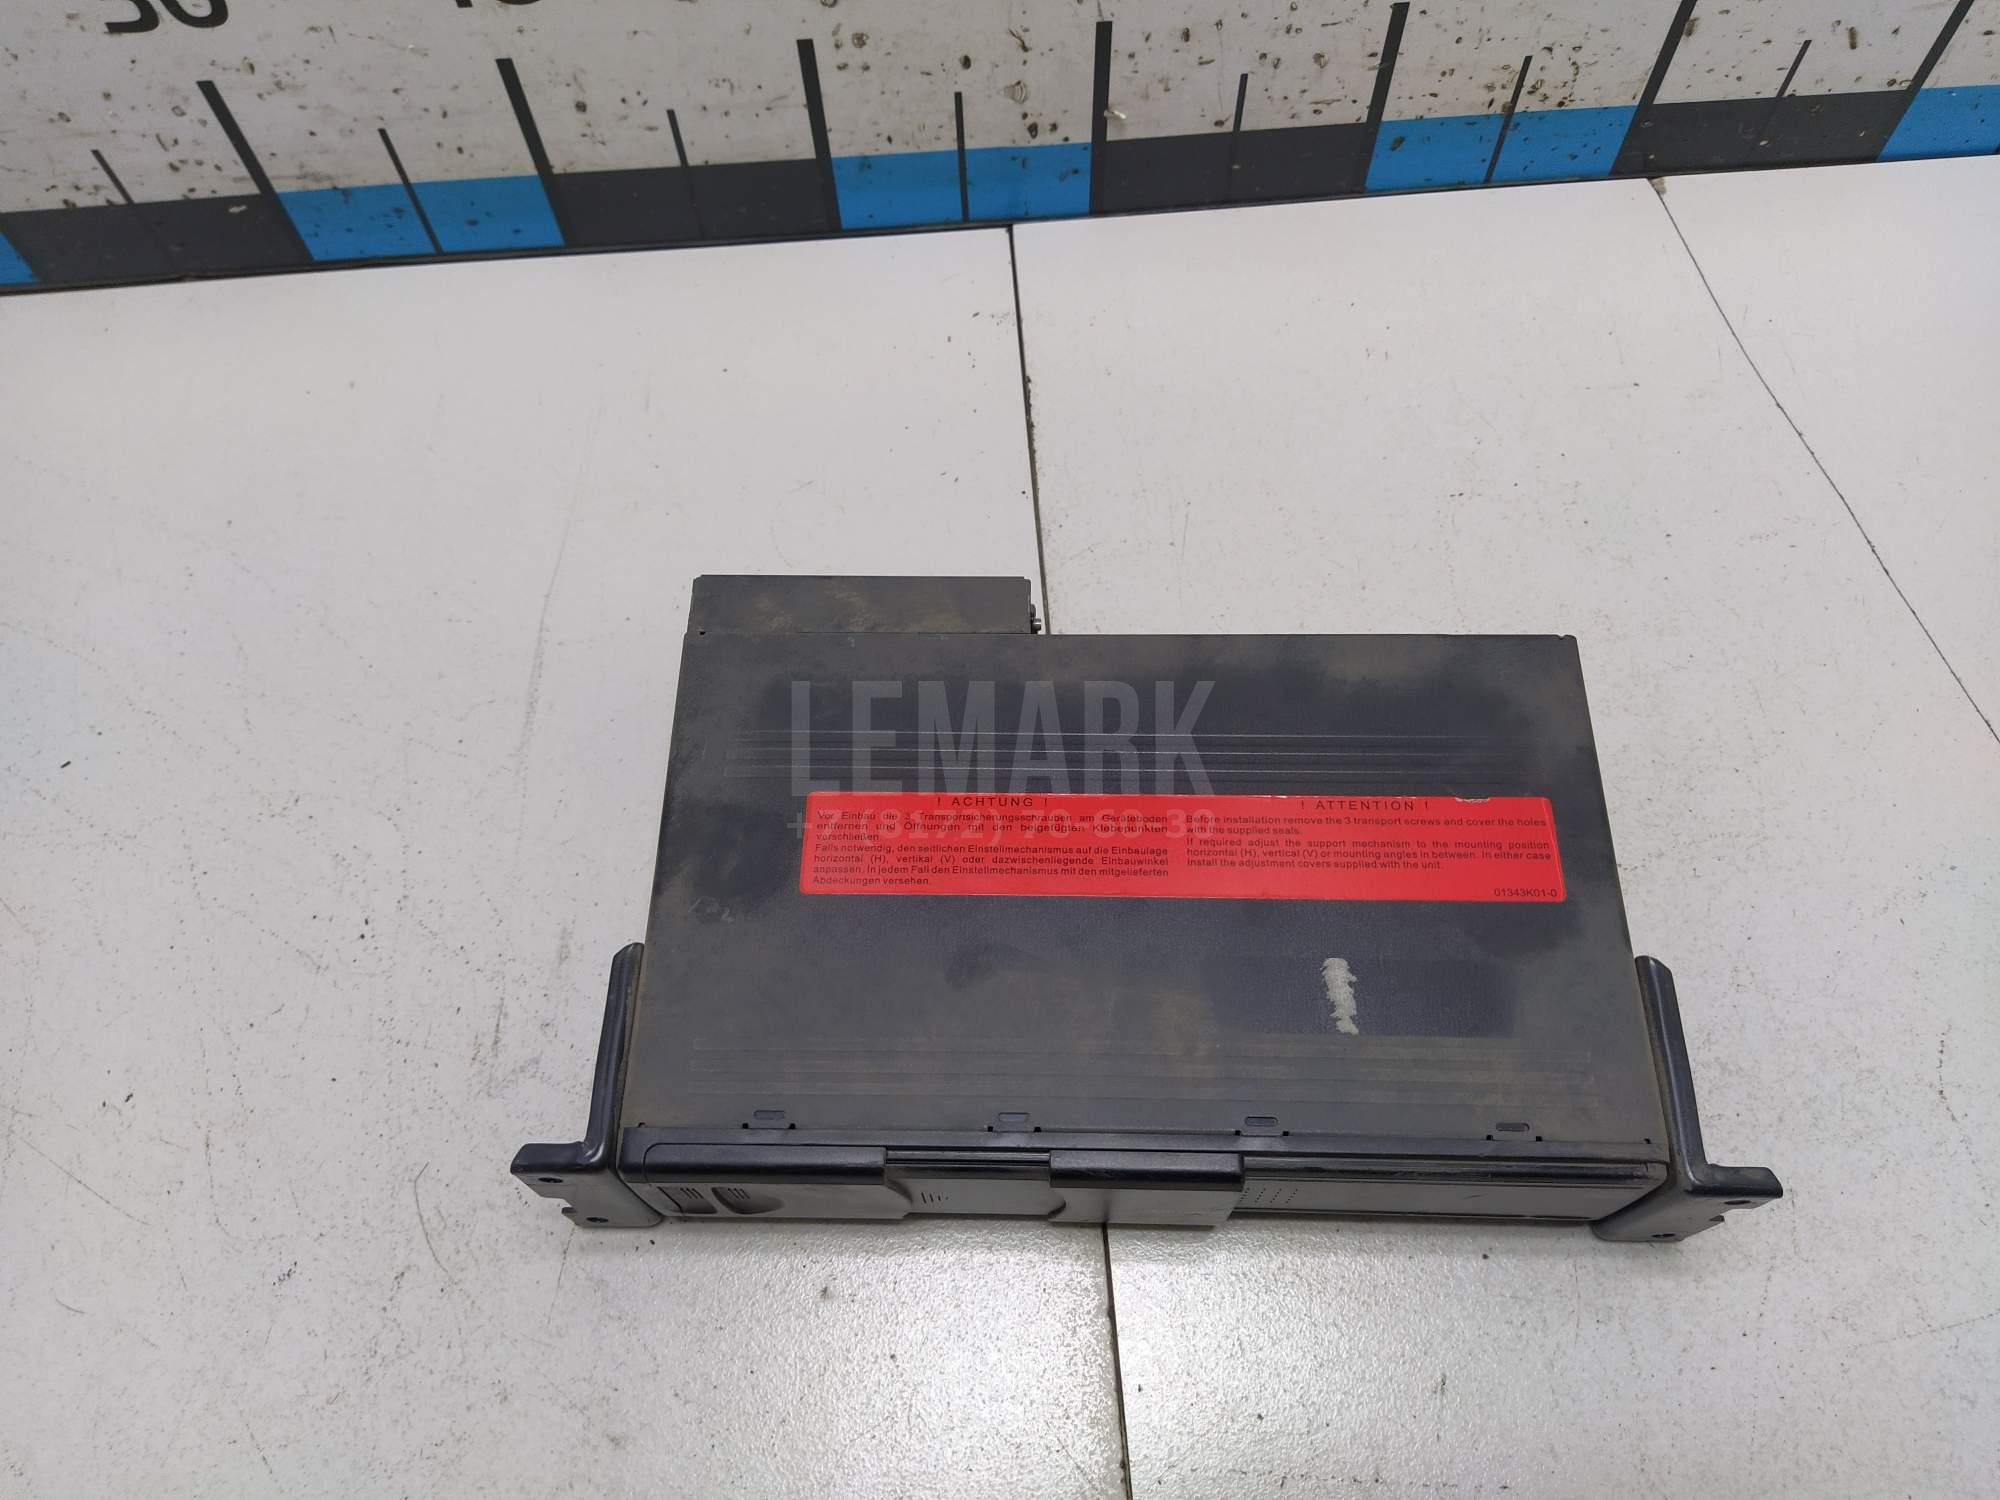 LEMARK
! ACHTUNG !
Vor Einbau die 3 Transportsicherungsschrauben am Geräteboden
entfernen und Öffnungen mit den beigefügten Klebepunkten
verschließen.
Falls notwendig, den seitlichen Einstellmechanismus auf die Einbaulage
horizontal (H), vertikal (V) oder dazwischenliegende Einbauwinkel
anpassen. In jedem Fall den Einstellmechanismus mit den mitgelieferten
Abdeckungen versehen.
! ATTENTION !
Before installation remove the 3 transport screws and cover the holes
with the supplied seals.
If required adjust the support mechanism to the mounting position
horizontal (H), vertical (V) or mounting angles in between. In either case
install the adjustment covers supplied with the unit.
01343K01-0